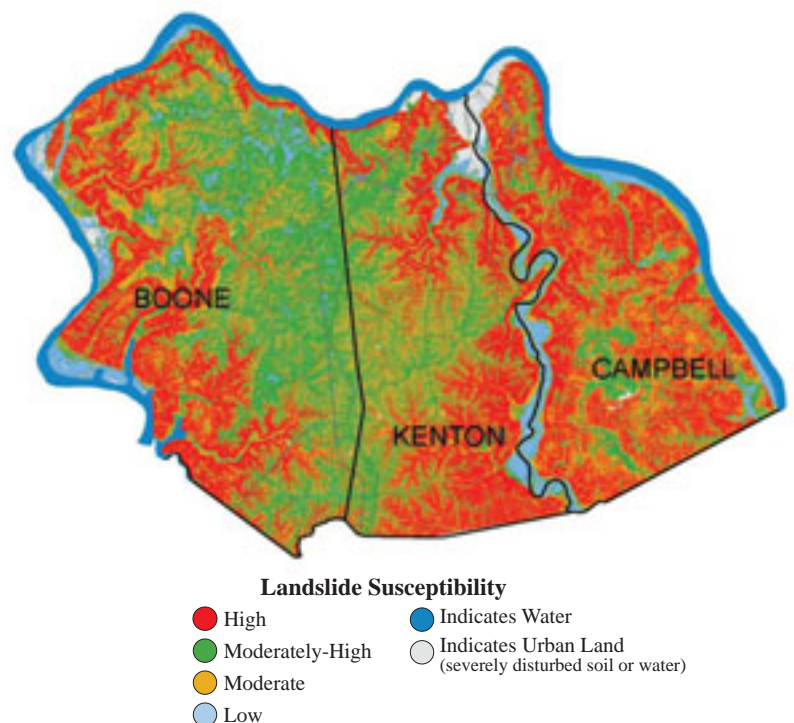 BOONE
CAMPBELL
KENTON
Landslide Susceptibility
High
Moderately-High
Moderate
Low
Indicates Water
Indicates Urban Land
(severely disturbed soil or water)